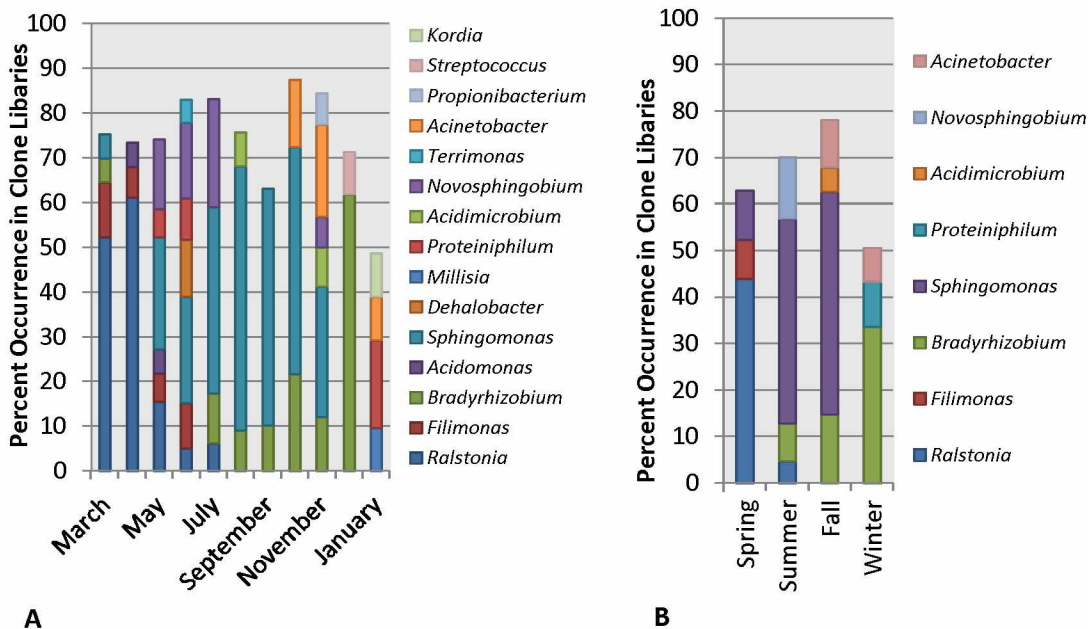 Percent Occurrence in Clone Libaries
100
90
80
70
60
50
40
30
20
10
0
March
May
July
September
November
January
Kordia
Streptococcus
Propionibacterium
Acinetobacter
Terrimonas
Novosphingobium
Acidimicrobium
Proteiniphilum
Millisia
Dehalobacter
Sphingomonas
Acidomonas
Bradyrhizobium
Filimonas
Ralstonia
A
Percent Occurrence in Clone Libaries
100
90
80
70
60
50
40
30
20
10
0
Spring
Summer
Fall
Winter
Acinetobacter
Novosphingobium
Acidimicrobium
Proteiniphilum
Sphingomonas
Bradyrhizobium
Filimonas
Ralstonia
B